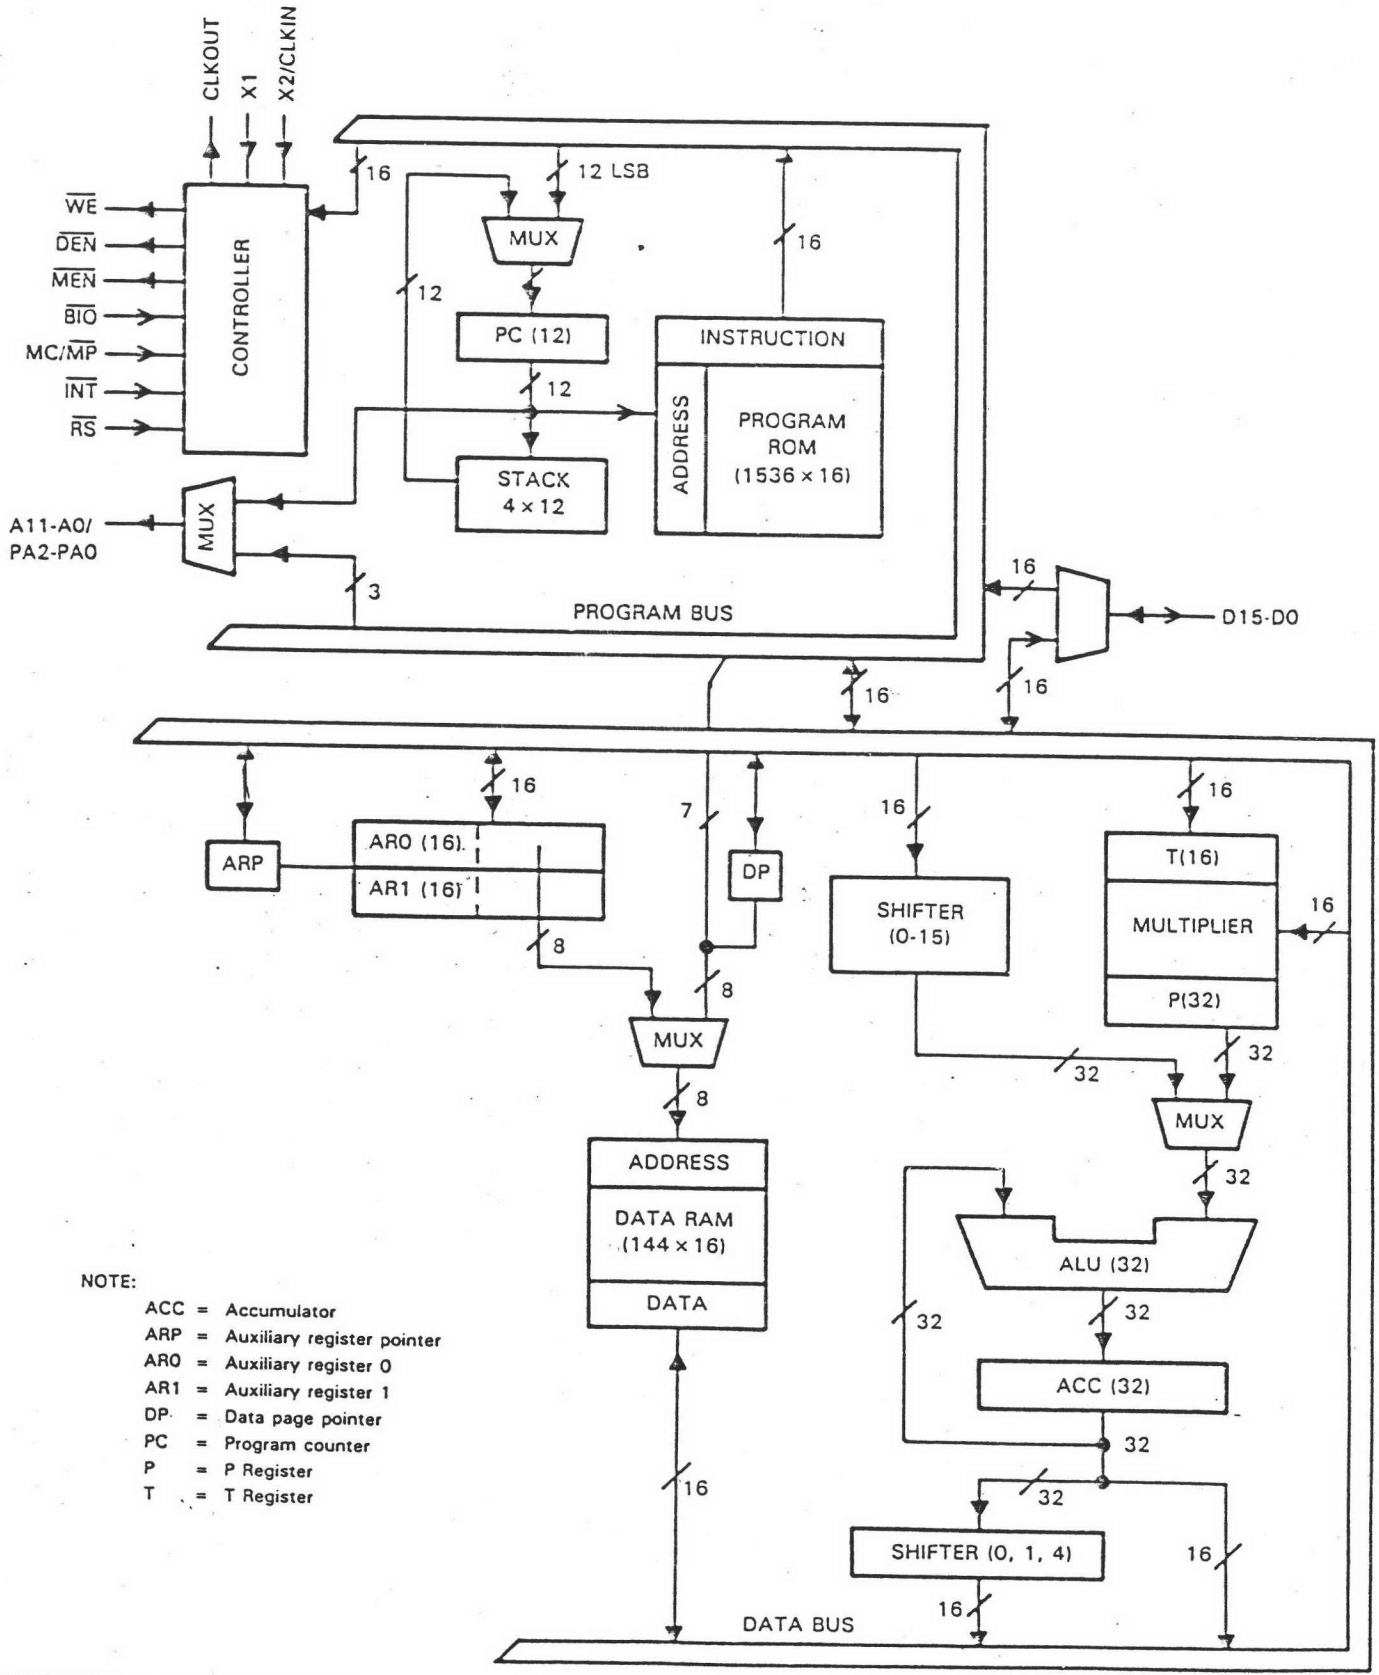 CLKOUT
X1
X2/CLKIN
16
12 LSB
WE
DEN
MEN
BIO
MC/MP
INT
RS
CONTROLLER
MUX
16
12
PC (12)
12
INSTRUCTION
ADDRESS
PROGRAM
ROM
(1536 × 16)
STACK
4 × 12
A11-A0/
PA2-PA0
MUX
3
PROGRAM BUS
16
D15-D0
16
16
16
7
16
16
ARP
AR0 (16)
AR1 (16)
DP
SHIFTER
(0-15)
T(16)
MULTIPLIER
P(32)
16
8
8
MUX
8
32
32
MUX
32
ADDRESS
DATA RAM
(144 × 16)
DATA
ALU (32)
32
32
ACC (32)
32
32
SHIFTER (0, 1, 4)
16
16
16
DATA BUS
NOTE:
ACC = Accumulator
ARP = Auxiliary register pointer
AR0 = Auxiliary register 0
AR1 = Auxiliary register 1
DP = Data page pointer
PC = Program counter
P = P Register
T = T Register